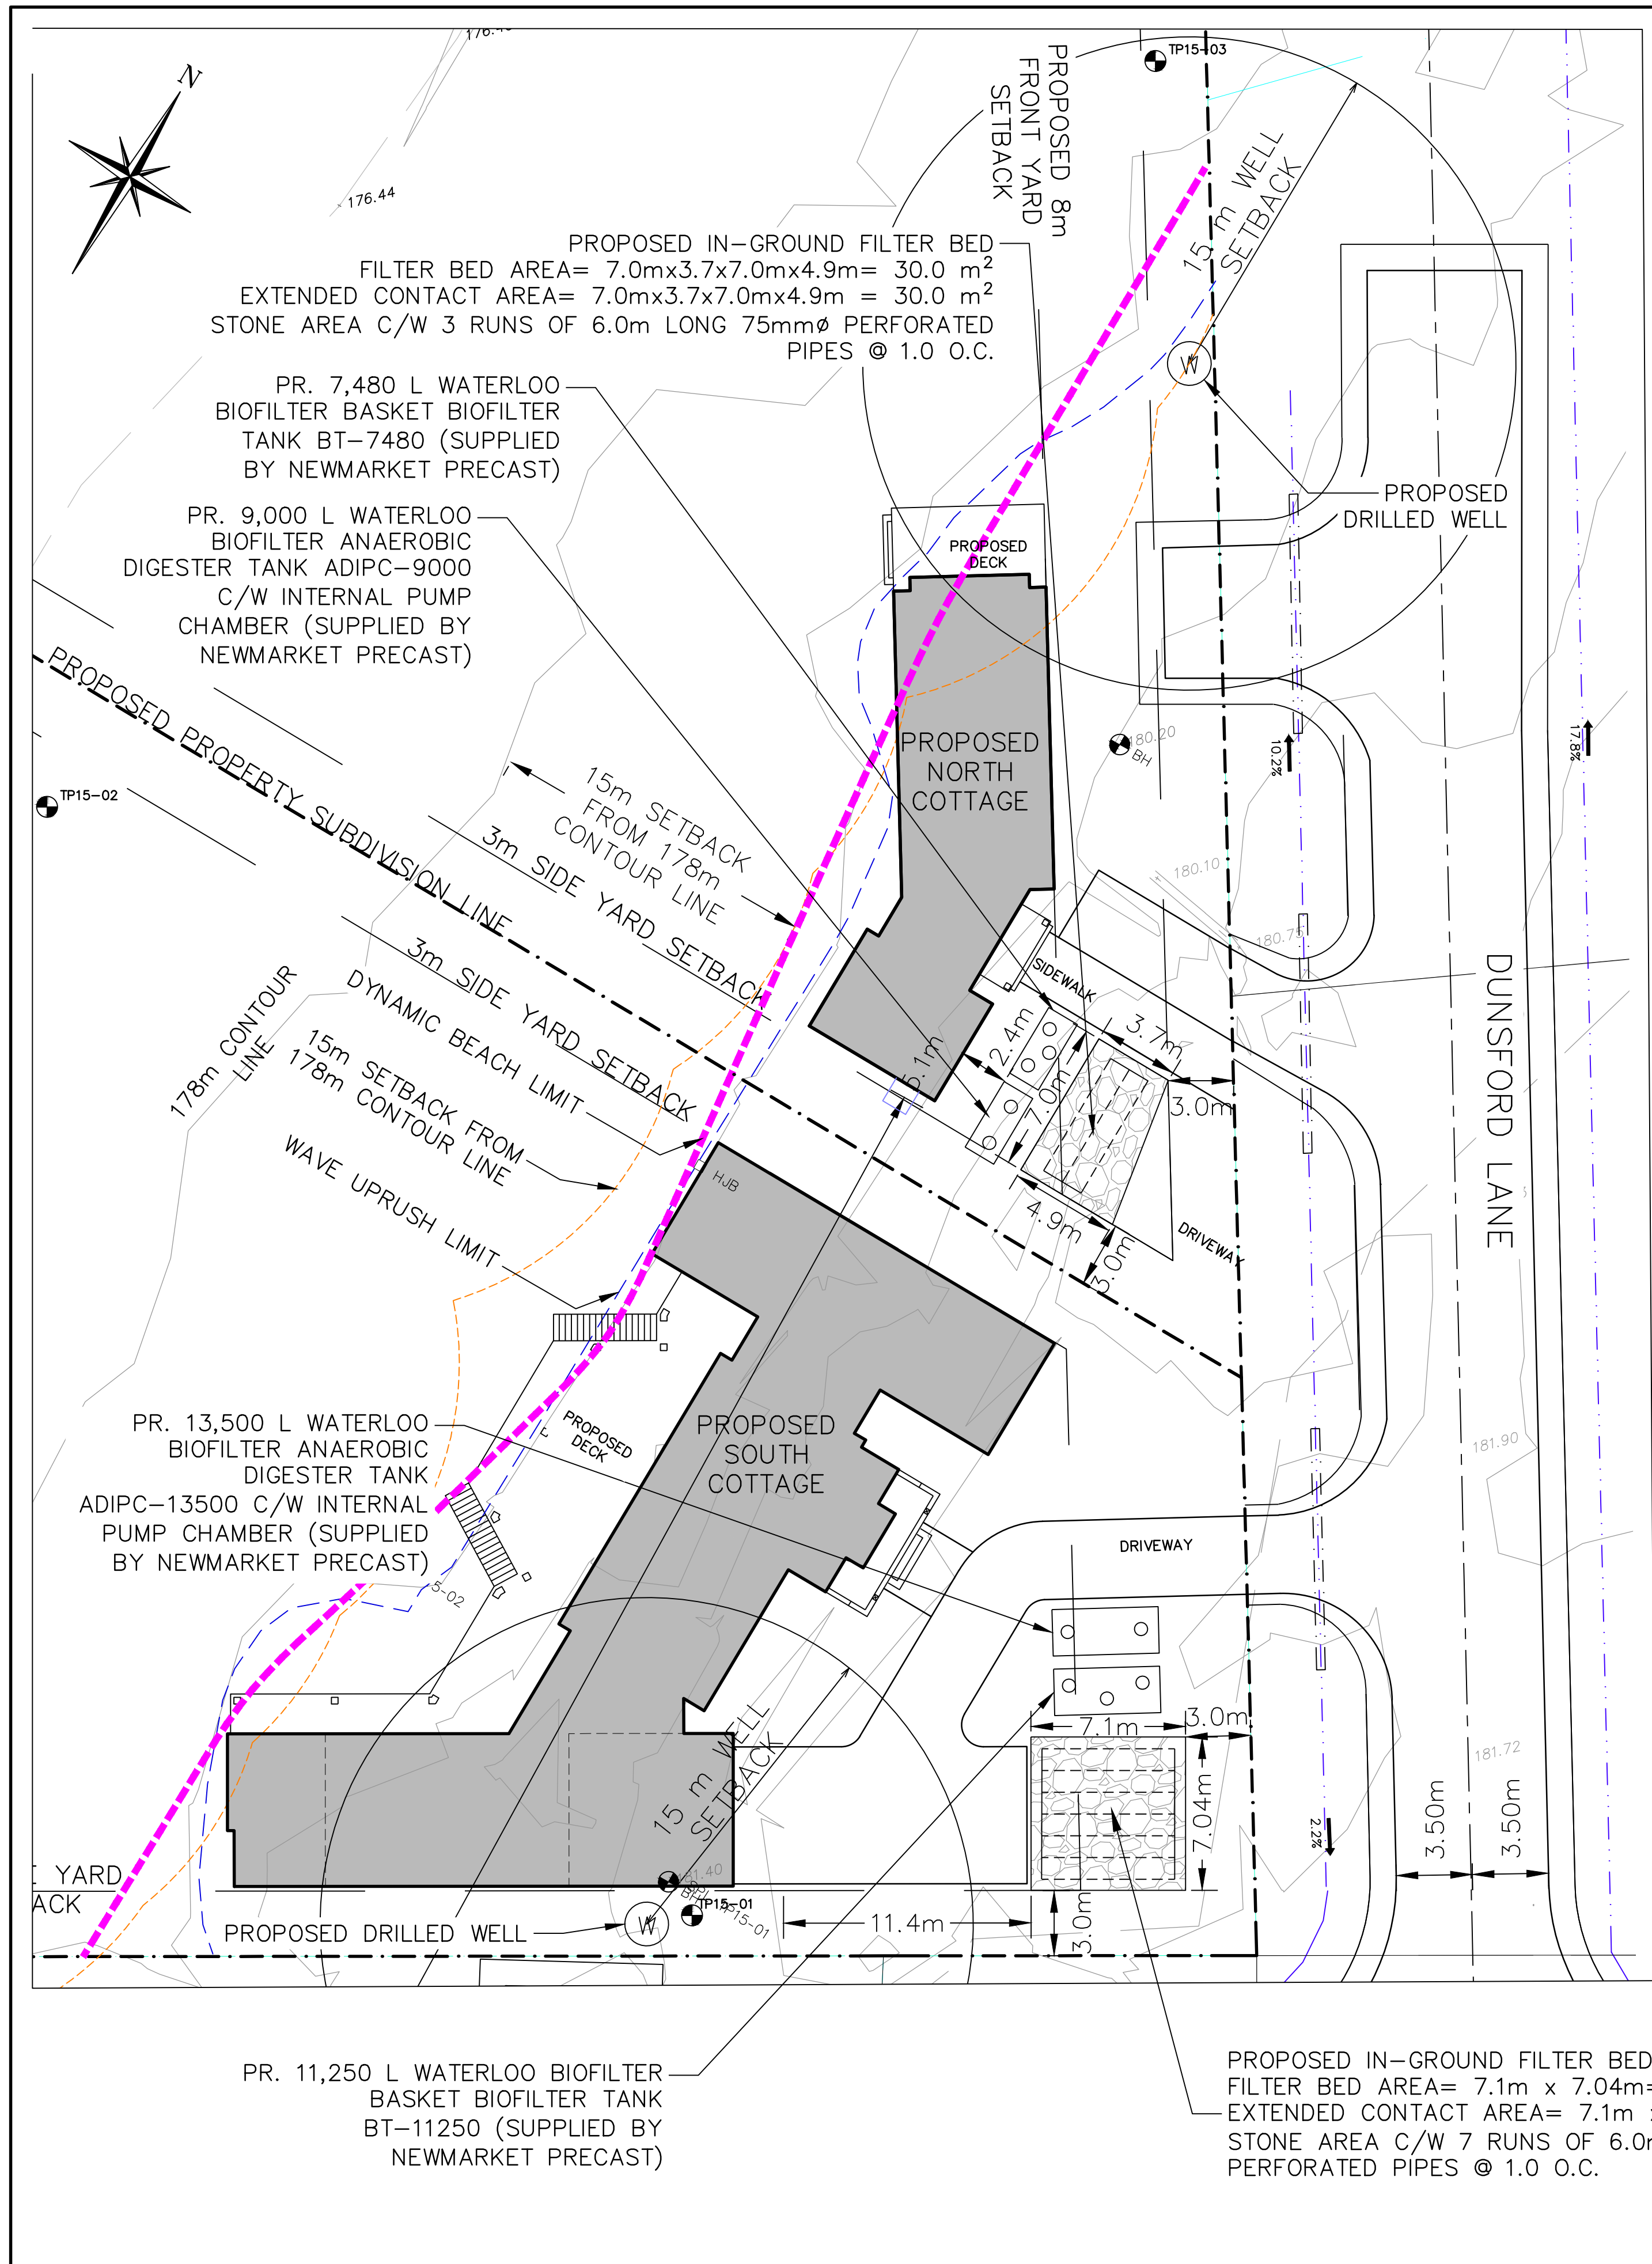 176.46
TP15-03
N
PROPOSED 8m
FRONT YARD
SETBACK
15 m WELL
SETBACK
176.44
PROPOSED IN-GROUND FILTER BED
FILTER BED AREA= 7.0mx3.7x7.0mx4.9m= 30.0 m²
EXTENDED CONTACT AREA= 7.0mx3.7x7.0mx4.9m = 30.0 m²
STONE AREA C/W 3 RUNS OF 6.0m LONG 75mmø PERFORATED
PIPES @ 1.0 O.C.
W
PR. 7,480 L WATERLOO
BIOFILTER BASKET BIOFILTER
TANK BT-7480 (SUPPLIED
BY NEWMARKET PRECAST)
PROPOSED
DRILLED WELL
PR. 9,000 L WATERLOO
BIOFILTER ANAEROBIC
DIGESTER TANK ADIPC-9000
C/W INTERNAL PUMP
CHAMBER (SUPPLIED BY
NEWMARKET PRECAST)
PROPOSED
DECK
PROPOSED PROPERTY SUBDIVISION LINE
PROPOSED
NORTH
COTTAGE
180.20
BH
10.2%
17.8%
TP15-02
15m SETBACK
FROM 178m
CONTOUR LINE
3m SIDE YARD SETBACK
180.10
180.75
3m SIDE YARD SETBACK
DYNAMIC BEACH LIMIT
178m CONTOUR
LINE
15m SETBACK FROM
178m CONTOUR LINE
WAVE UPRUSH LIMIT
SIDEWALK
5.1m
2.4m
7.0m
3.7m
3.0m
4.9m
3.0m
DRIVEWAY
DUNSFORD LANE
HJB
PROPOSED
DECK
PROPOSED
SOUTH
COTTAGE
PR. 13,500 L WATERLOO
BIOFILTER ANAEROBIC
DIGESTER TANK
ADIPC-13500 C/W INTERNAL
PUMP CHAMBER (SUPPLIED
BY NEWMARKET PRECAST)
5-02
181.90
DRIVEWAY
15 m WELL
SETBACK
7.1m
3.0m
7.04m
181.72
2.2%
3.50m
3.50m
E YARD
ACK
181.40
TP15-01
TP15-01
PROPOSED DRILLED WELL
W
11.4m
3.0m
PR. 11,250 L WATERLOO BIOFILTER
BASKET BIOFILTER TANK
BT-11250 (SUPPLIED BY
NEWMARKET PRECAST)
PROPOSED IN-GROUND FILTER BED
FILTER BED AREA= 7.1m x 7.04m=
EXTENDED CONTACT AREA= 7.1m
STONE AREA C/W 7 RUNS OF 6.0m
PERFORATED PIPES @ 1.0 O.C.